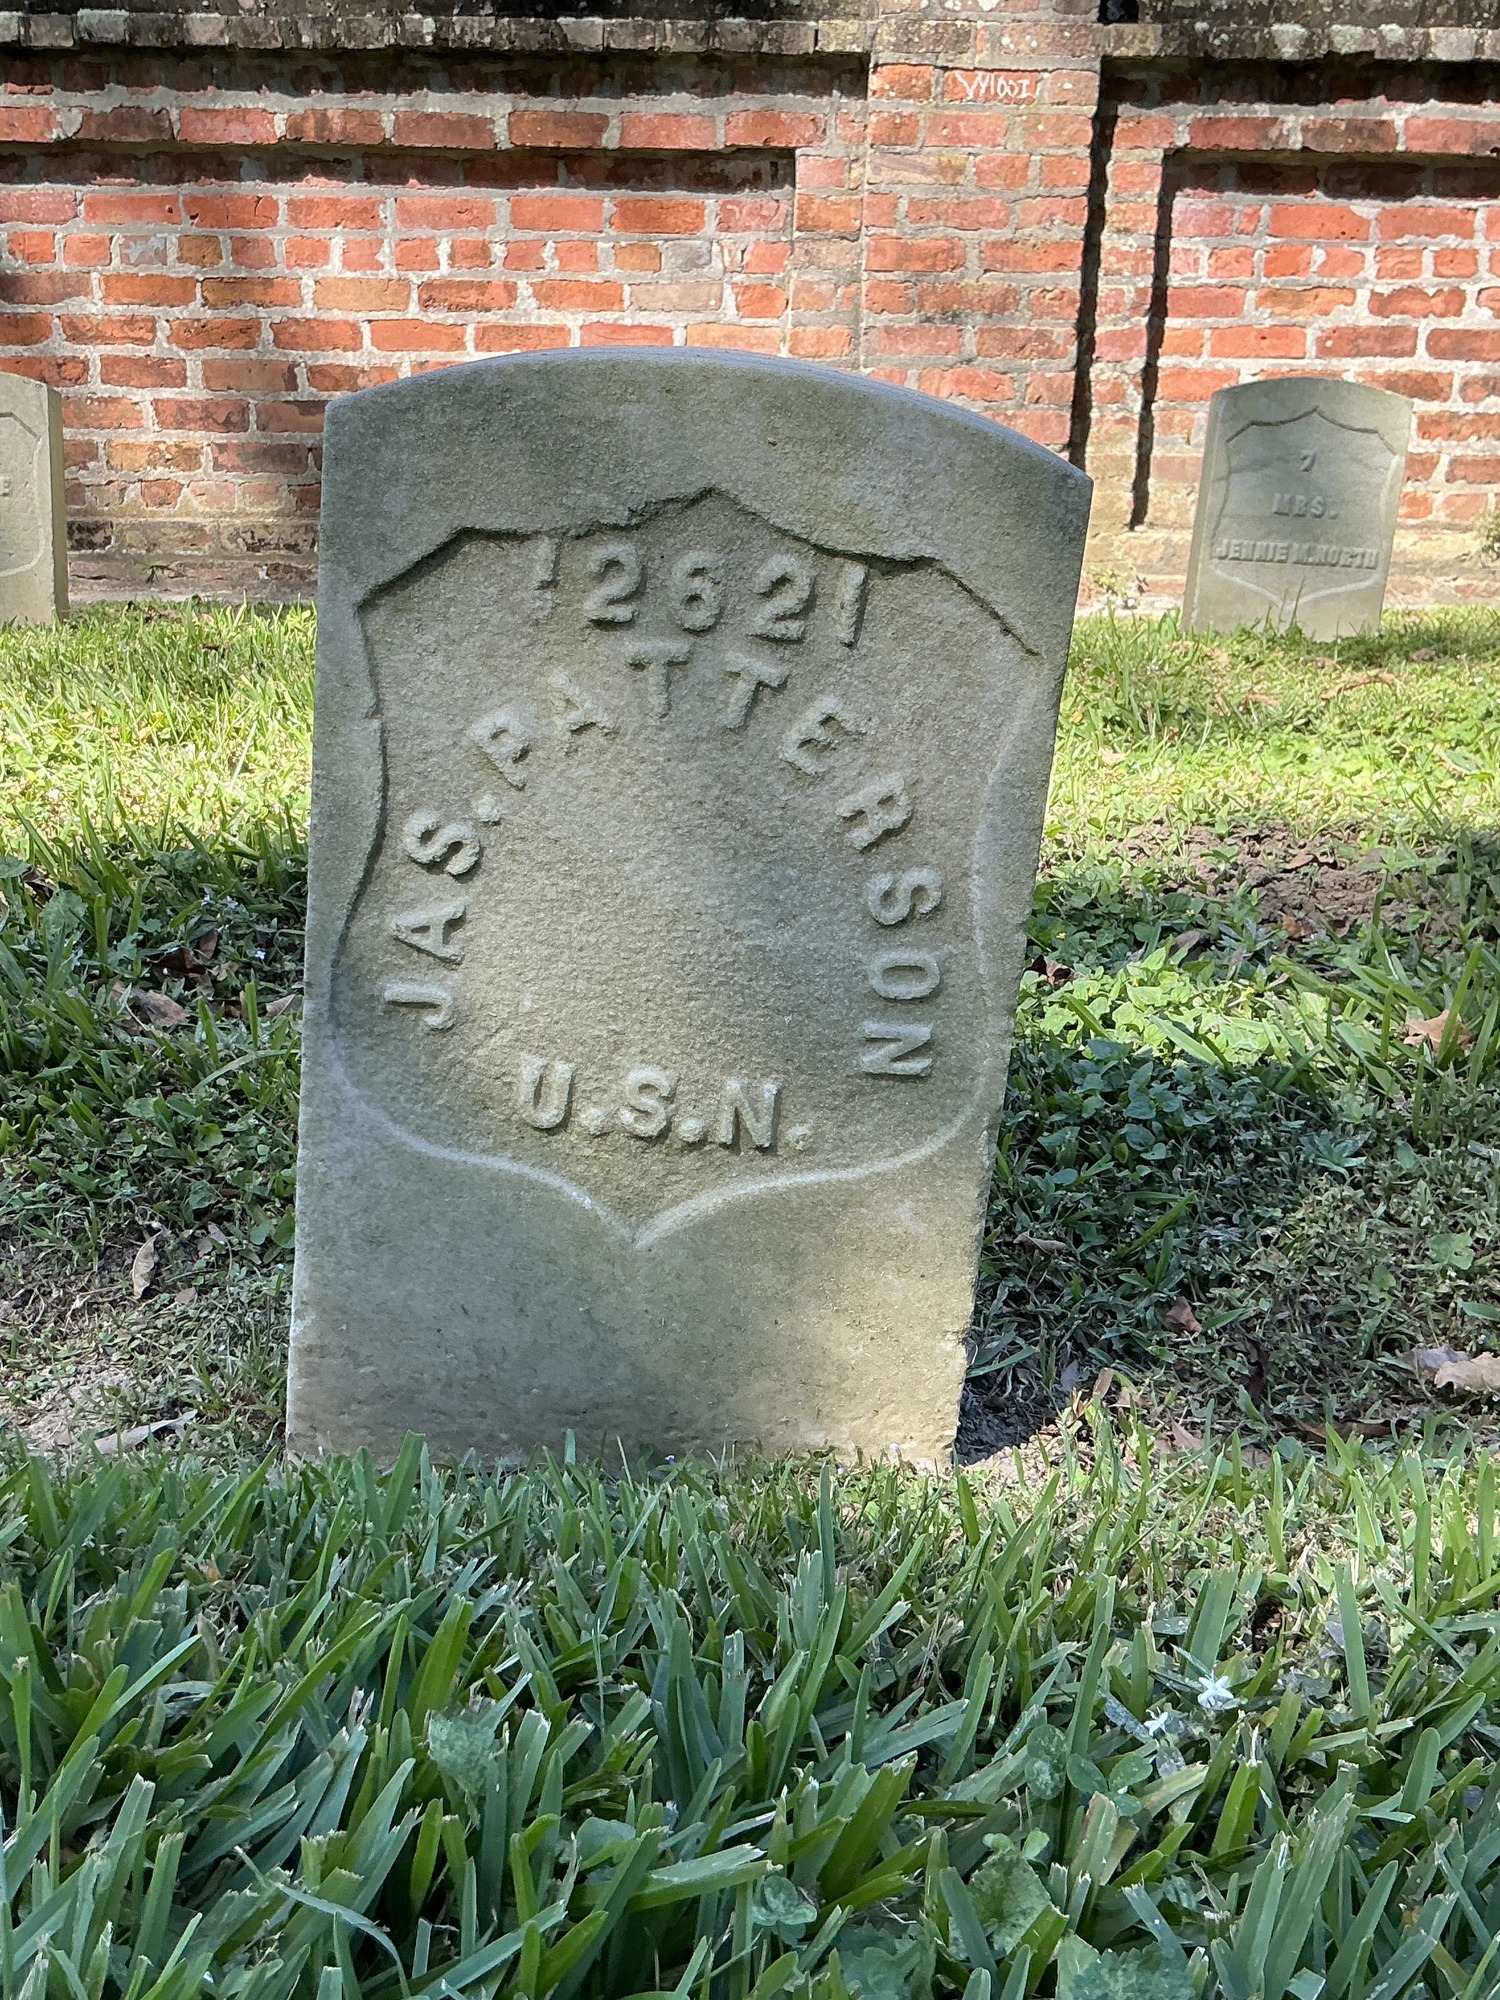 12621
JAS. PATTERSON
U.S.N.
7
MRS.
JENNIE M. NORTH